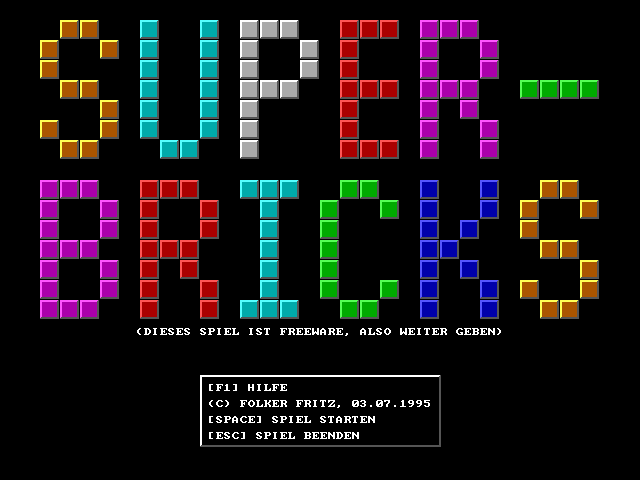 SUPER-
BRICKS
(DIESES SPIEL IST FREEWARE, ALSO WEITER GEBEN)
[F1] HILFE
(C) FOLKER FRITZ, 03.07.1995
[SPACE] SPIEL STARTEN
[ESC] SPIEL BEENDEN